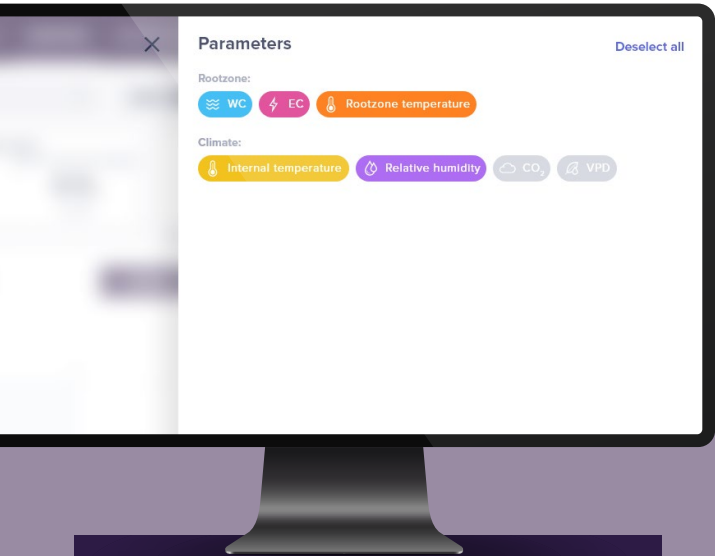 Parameters
Deselect all
Rootzone:
WC EC Rootzone temperature
Climate:
Internal temperature Relative humidity CO₂ VPD